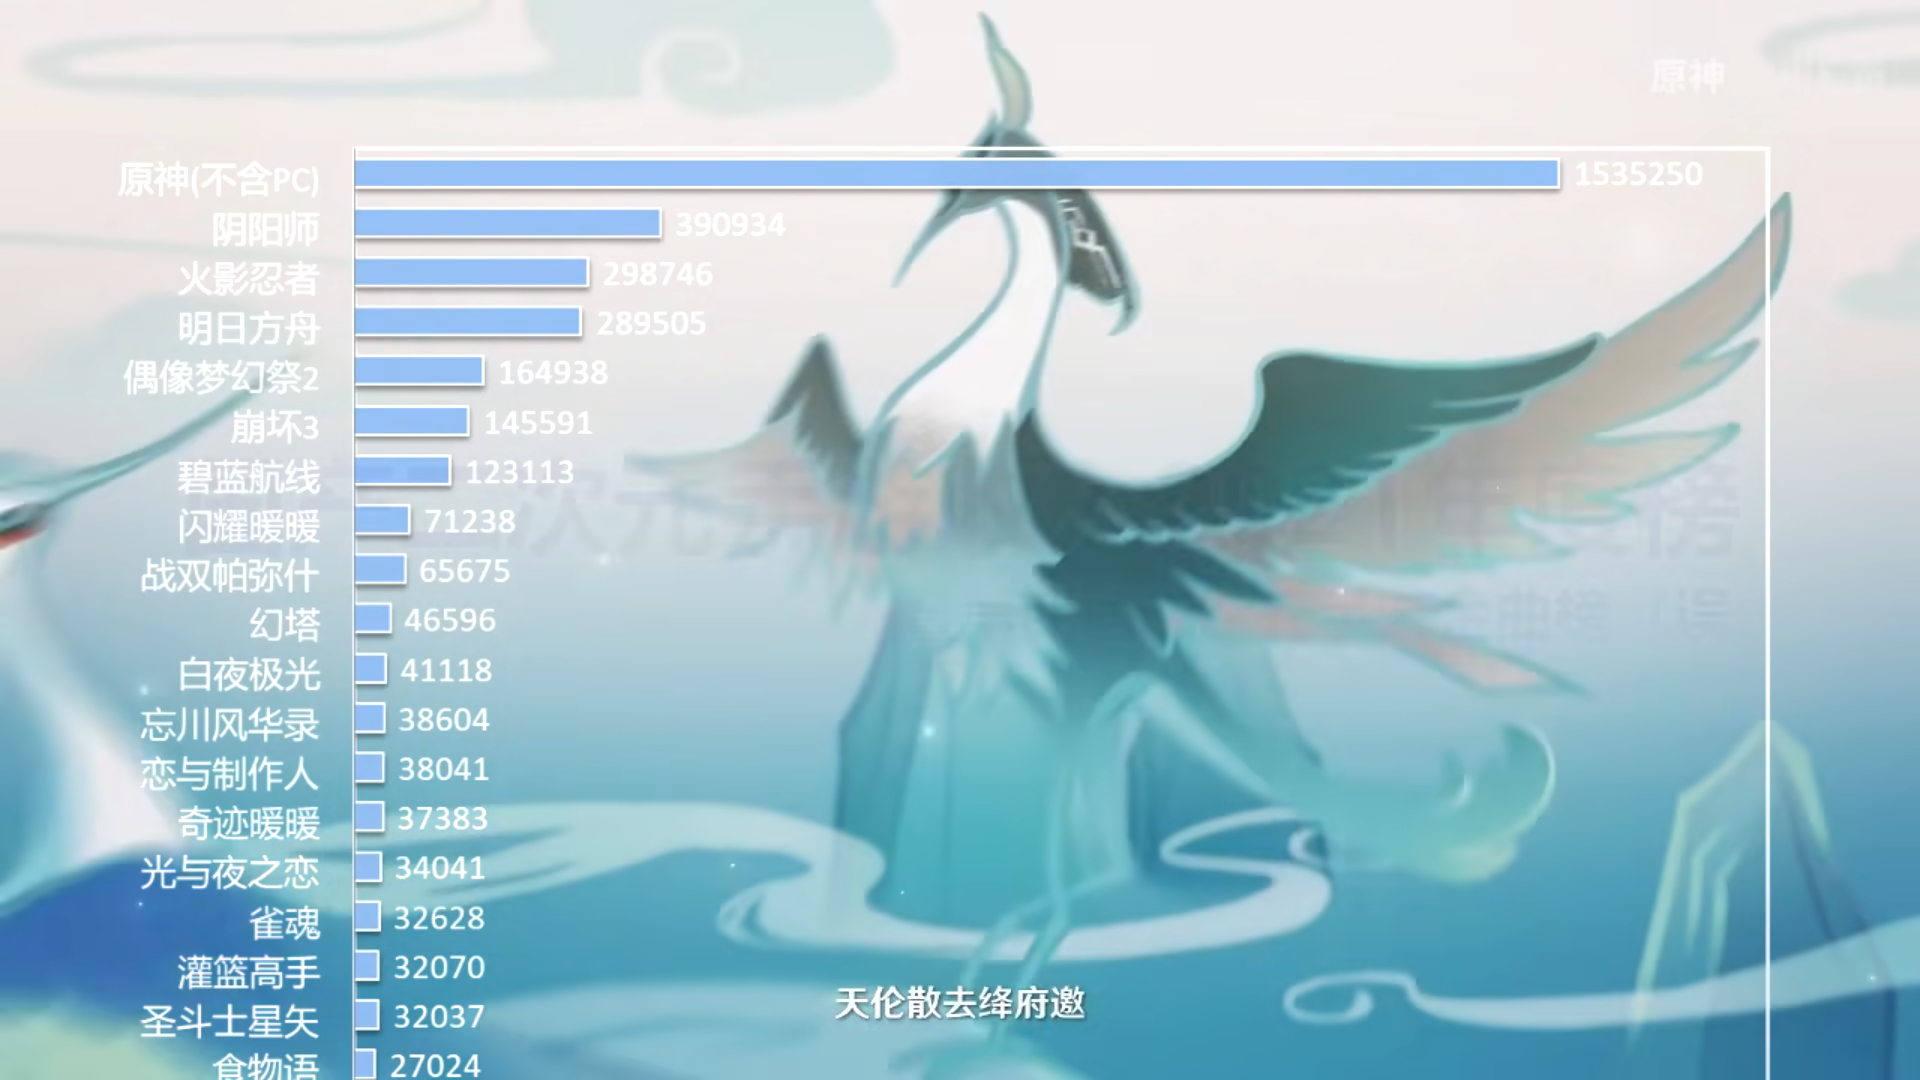 原神
原神(不含PC) 1535250
阴阳师 390934
火影忍者 298746
明日方舟 289505
偶像梦幻祭2 164938
崩坏3 145591
碧蓝航线 123113
闪耀暖暖 71238
战双帕弥什 65675
幻塔 46596
白夜极光 41118
忘川风华录 38604
恋与制作人 38041
奇迹暖暖 37383
光与夜之恋 34041
雀魂 32628
灌篮高手 32070
圣斗士星矢 32037
食物语 27024
天伦散去绛府邀